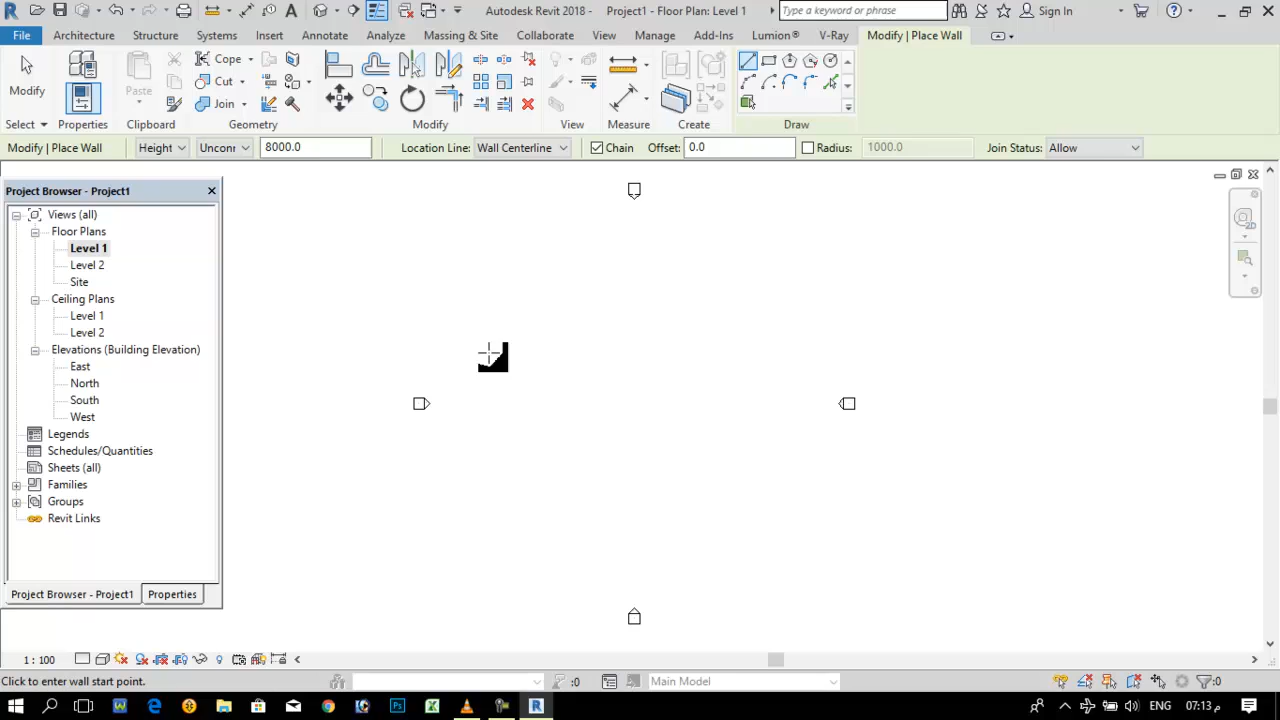 Autodesk Revit 2018 - Project1 - Floor Plan: Level 1
Type a keyword or phrase
Sign In
File Architecture Structure Systems Insert Annotate Analyze Massing & Site Collaborate View Manage Add-Ins Lumion® V-Ray Modify | Place Wall
Modify
Paste
Cope
Cut
Join
Select Properties Clipboard Geometry Modify View Measure Create Draw
Modify | Place Wall Height Unconr 8000.0 Location Line: Wall Centerline Chain Offset: 0.0 Radius: 1000.0 Join Status: Allow
Project Browser - Project1
Views (all)
Floor Plans
Level 1
Level 2
Site
Ceiling Plans
Level 1
Level 2
Elevations (Building Elevation)
East
North
South
West
Legends
Schedules/Quantities
Sheets (all)
Families
Groups
Revit Links
Project Browser - Project1 Properties
2D
1 : 100
Click to enter wall start point.
:0
Main Model
:0
ENG
07:13 م